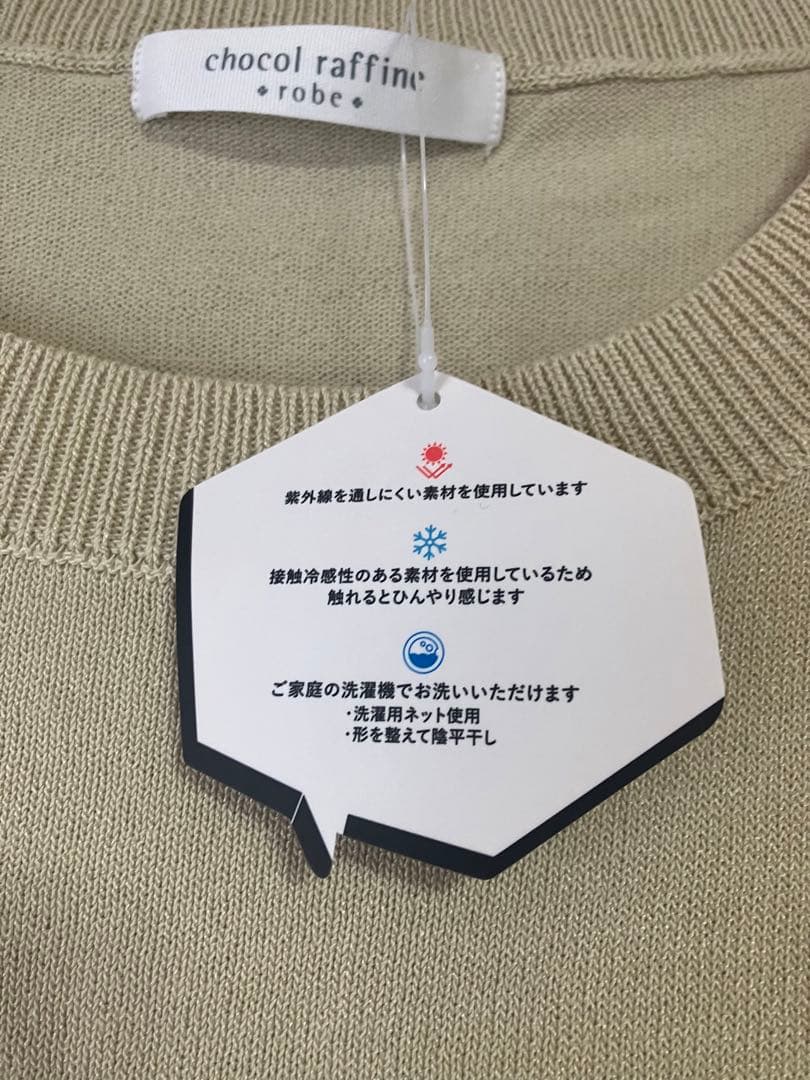 chocol raffine
robe
紫外線を通しにくい素材を使用しています
接触冷感性のある素材を使用しているため
触れるとひんやり感じます
ご家庭の洗濯機でお洗いいただけます
・洗濯用ネット使用
・形を整えて陰平干し